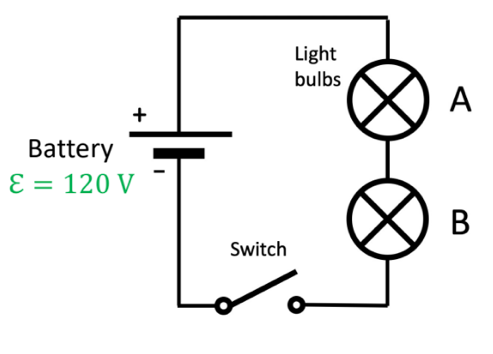 Light
bulbs
A
+
Battery
-
Ɛ = 120 V
B
Switch